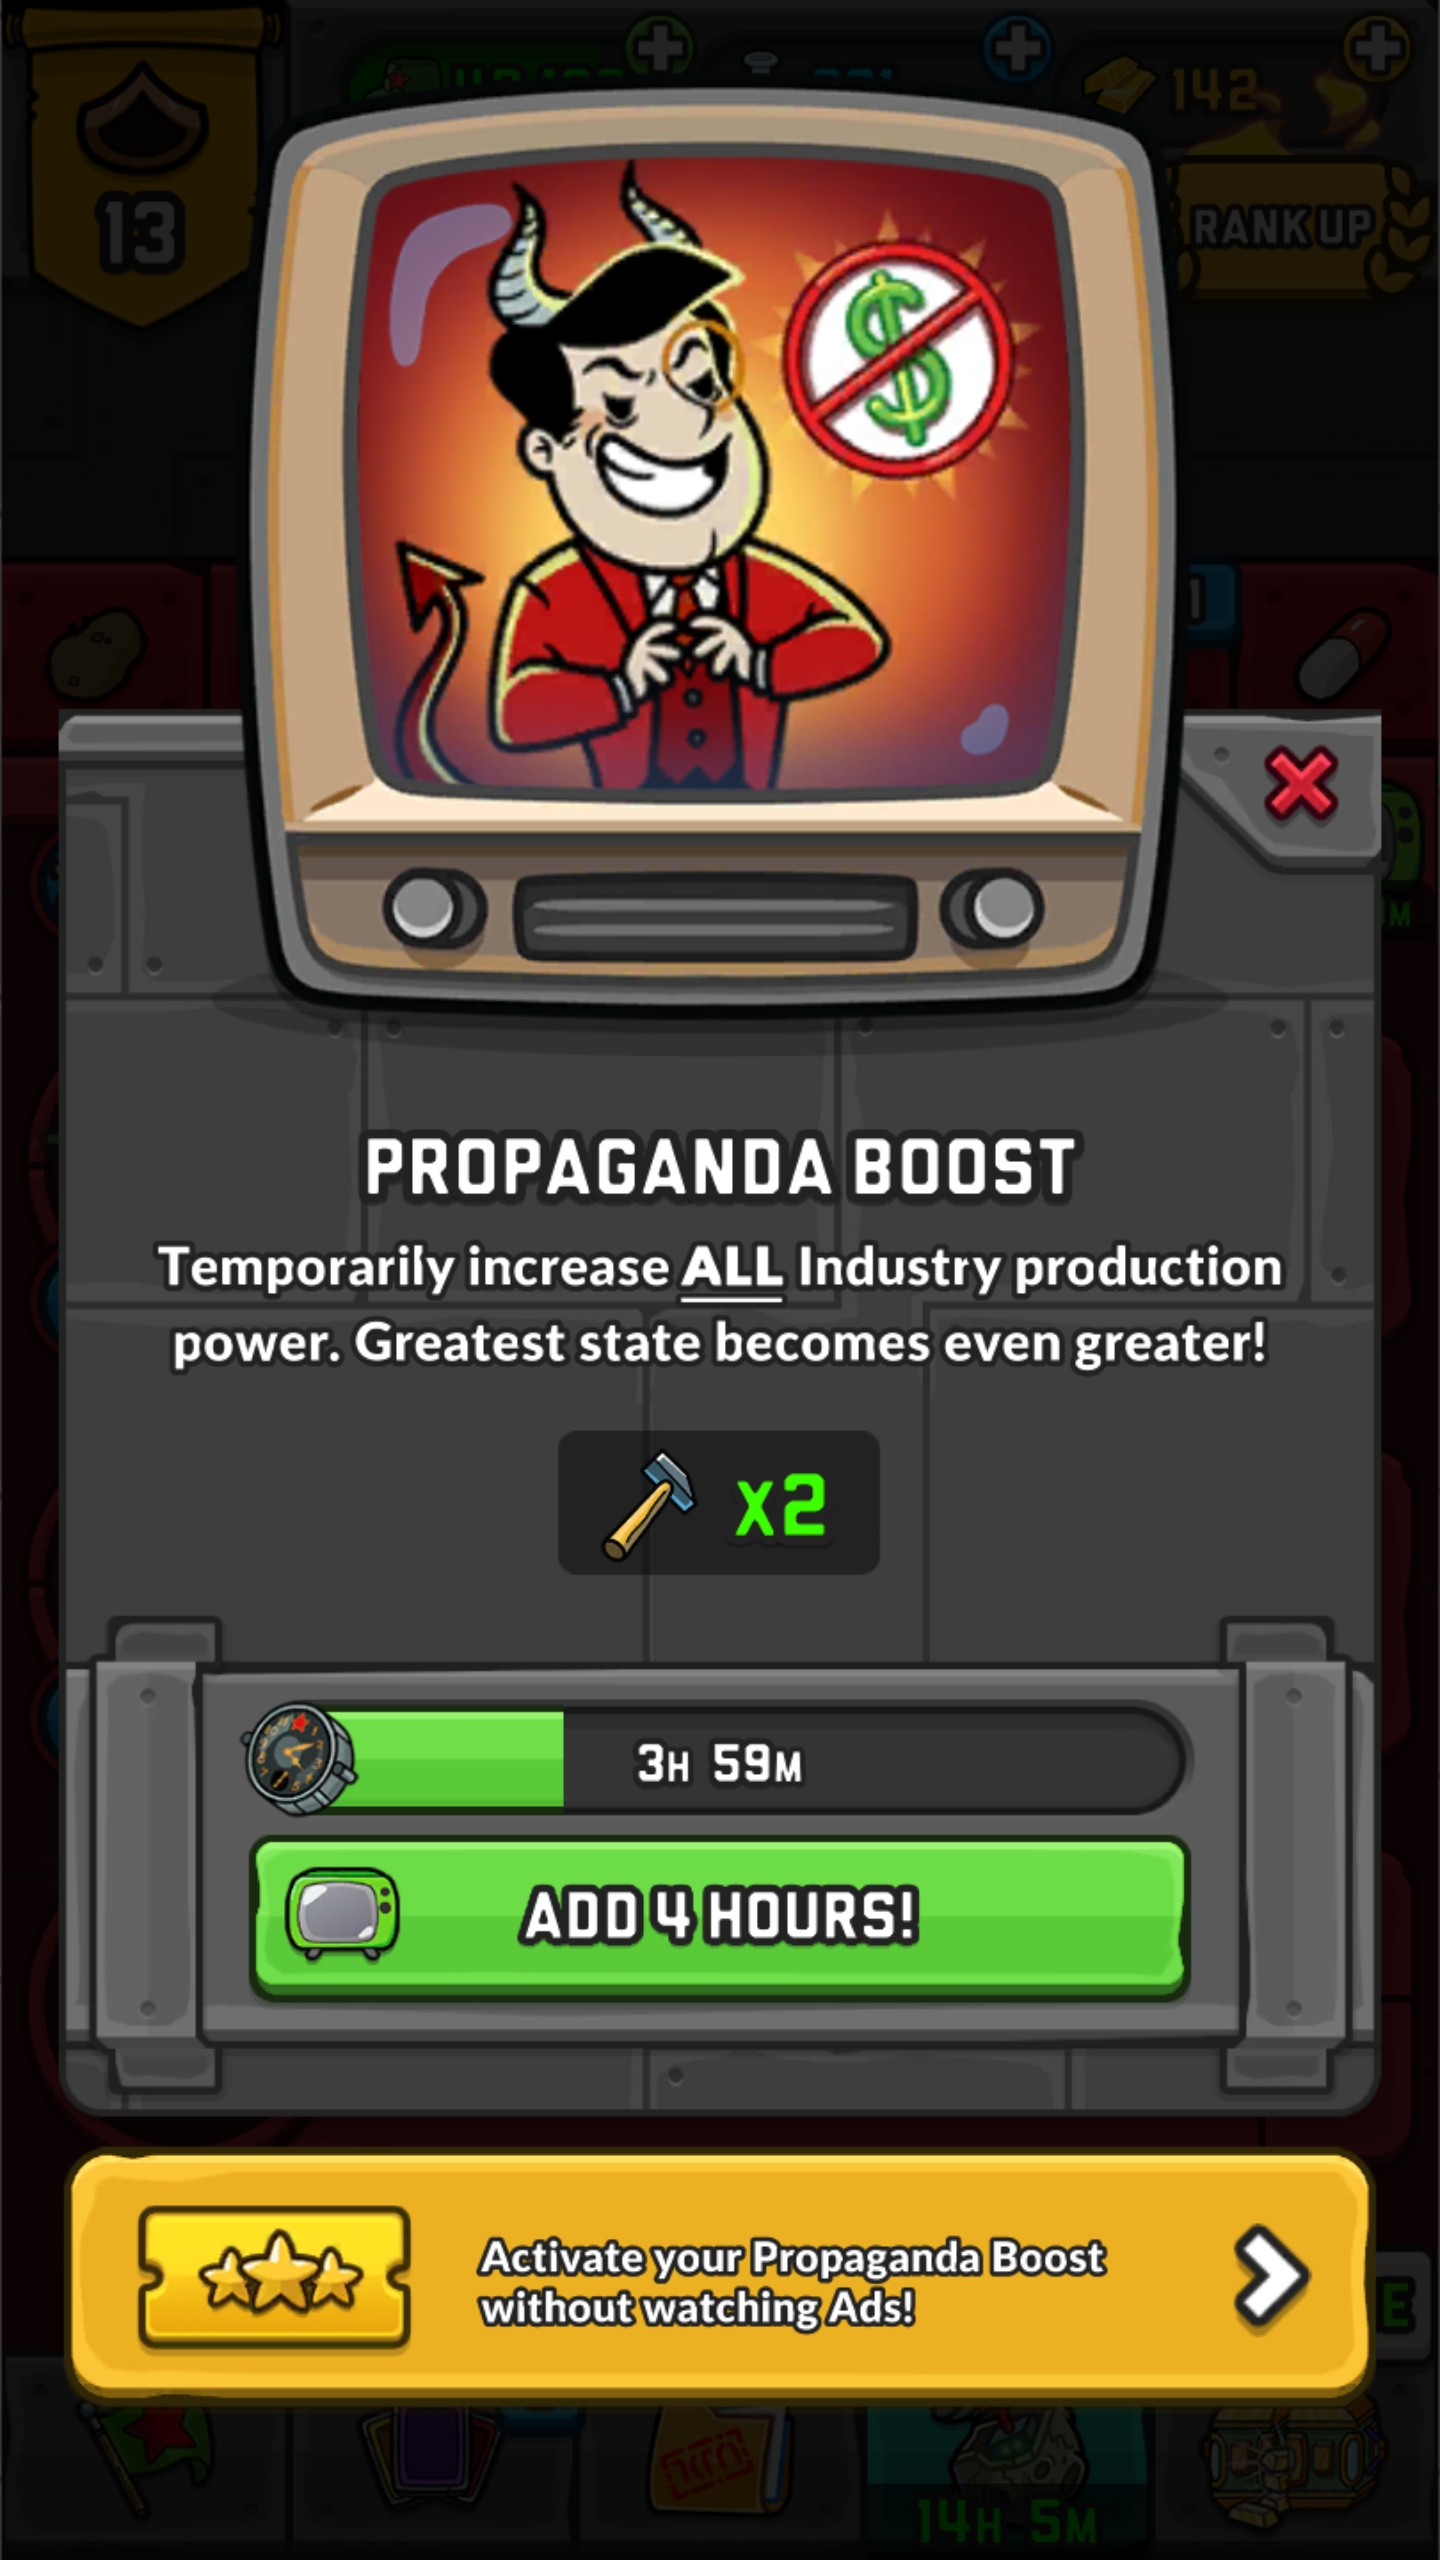 13
142
RANK UP
PROPAGANDA BOOST
Temporarily increase ALL Industry production
power. Greatest state becomes even greater!
x2
3H 59M
ADD 4 HOURS!
Activate your Propaganda Boost
without watching Ads!
14H 5M